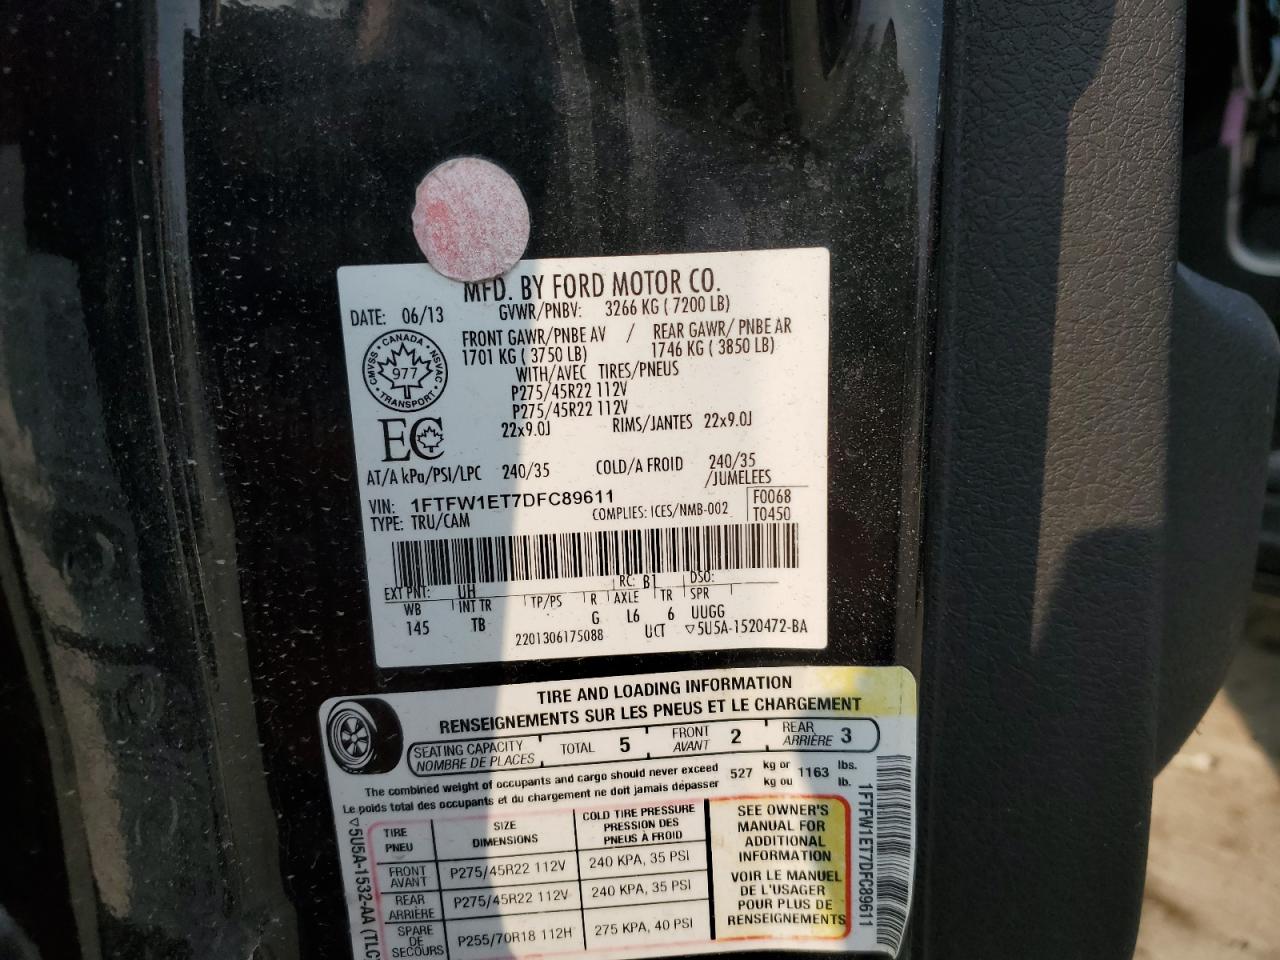 MFD. BY FORD MOTOR CO.
DATE: 06/13
GVWR/PNBV: 3266 KG ( 7200 LB)
FRONT GAWR/PNBE AV / REAR GAWR/ PNBE AR
1701 KG ( 3750 LB) 1746 KG ( 3850 LB)
WITH/AVEC TIRES/PNEUS
P275/45R22 112V
P275/45R22 112V
22x9.0J RIMS/JANTES 22x9.0J
CANADA
CMVSS NSVAC
977
TRANSPORT
EC
AT/A kPa/PSI/LPC 240/35 COLD/A FROID 240/35
/JUMELEES
VIN: 1FTFW1ET7DFC89611 F0068
TYPE: TRU/CAM COMPLIES: ICES/NMB-002 T0450
EXT PNT: UH RC: B1 DSO:
WB INT TR TP/PS R AXLE TR SPR
145 TB G L6 6 UUGG
2201306175088 UCT ▽5U5A-1520472-BA
TIRE AND LOADING INFORMATION
RENSEIGNEMENTS SUR LES PNEUS ET LE CHARGEMENT
SEATING CAPACITY TOTAL 5 FRONT 2 REAR 3
NOMBRE DE PLACES AVANT ARRIÈRE
The combined weight of occupants and cargo should never exceed 527 kg or 1163 lbs.
Le poids total des occupants et du chargement ne doit jamais dépasser kg ou lb.
TIRE SIZE COLD TIRE PRESSURE
PNEU DIMENSIONS PRESSION DES
PNEUS À FROID
FRONT P275/45R22 112V 240 KPA, 35 PSI
AVANT
REAR P275/45R22 112V 240 KPA, 35 PSI
ARRIÈRE
SPARE P255/70R18 112H 275 KPA, 40 PSI
DE
SECOURS
SEE OWNER'S
MANUAL FOR
ADDITIONAL
INFORMATION
VOIR LE MANUEL
DE L'USAGER
POUR PLUS DE
RENSEIGNEMENTS
▽5U5A-1532-AA (TLC
1FTFW1ET7DFC89611